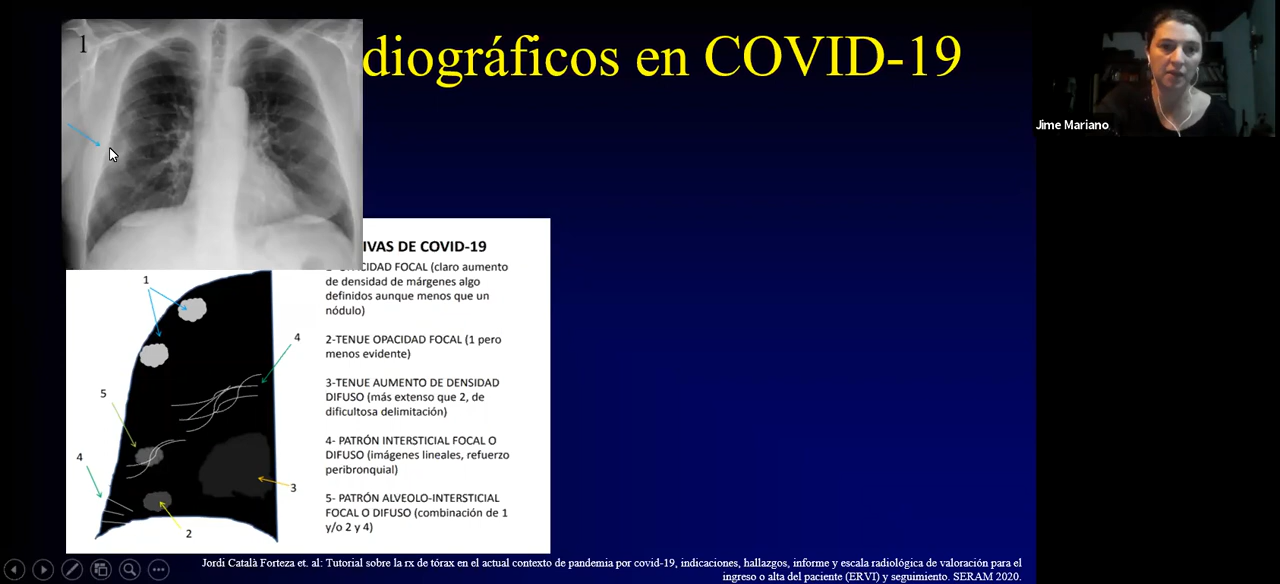 1
diográficos en COVID-19
Jime Mariano
IVAS DE COVID-19
1- OPACIDAD FOCAL (claro aumento
de densidad de márgenes algo
definidos aunque menos que un
nódulo)
2-TENUE OPACIDAD FOCAL (1 pero
menos evidente)
3-TENUE AUMENTO DE DENSIDAD
DIFUSO (más extenso que 2, de
dificultosa delimitación)
4- PATRÓN INTERSTICIAL FOCAL O
DIFUSO (imágenes lineales, refuerzo
peribronquial)
5- PATRÓN ALVEOLO-INTERSTICIAL
FOCAL O DIFUSO (combinación de 1
y/o 2 y 4)
1
4
5
4
3
2
Jordi Català Forteza et. al: Tutorial sobre la rx de tórax en el actual contexto de pandemia por covid-19, indicaciones, hallazgos, informe y escala radiológica de valoración para el
ingreso o alta del paciente (ERVI) y seguimiento. SERAM 2020.